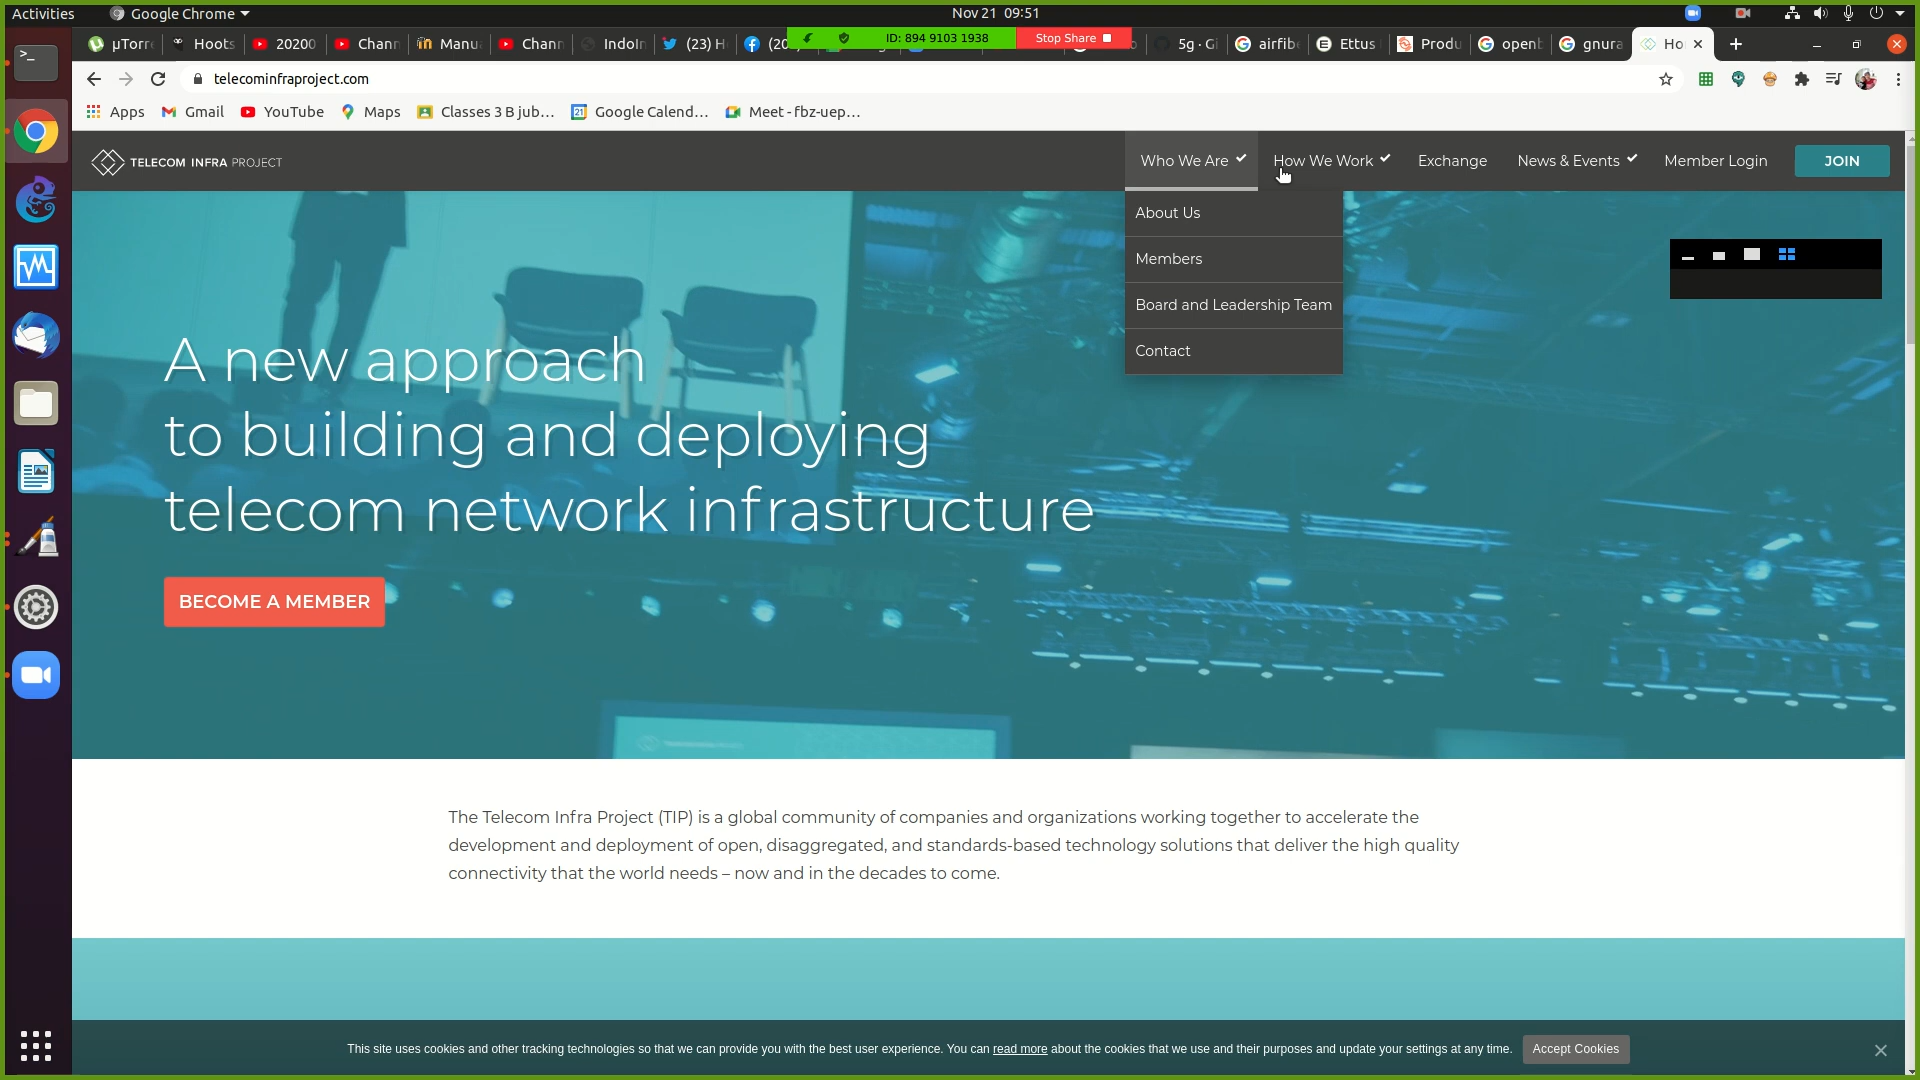 Activities
Google Chrome
Nov 21 09:51
µTorr
Hoots
20200
Chann
Manu
Chann
IndoIn
(23) H
(20
ID: 894 9103 1938
Stop Share
5g · Gi
airfibe
Ettus
Produ
opent
gnura
Ho
telecominfraproject.com
Apps
Gmail
YouTube
Maps
Classes 3 B jub...
Google Calend...
Meet - fbz-uep...
TELECOM INFRA PROJECT
Who We Are
How We Work
Exchange
News & Events
Member Login
JOIN
About Us
Members
Board and Leadership Team
Contact
A new approach
to building and deploying
telecom network infrastructure
BECOME A MEMBER
The Telecom Infra Project (TIP) is a global community of companies and organizations working together to accelerate the
development and deployment of open, disaggregated, and standards-based technology solutions that deliver the high quality
connectivity that the world needs – now and in the decades to come.
This site uses cookies and other tracking technologies so that we can provide you with the best user experience. You can read more about the cookies that we use and their purposes and update your settings at any time.
Accept Cookies